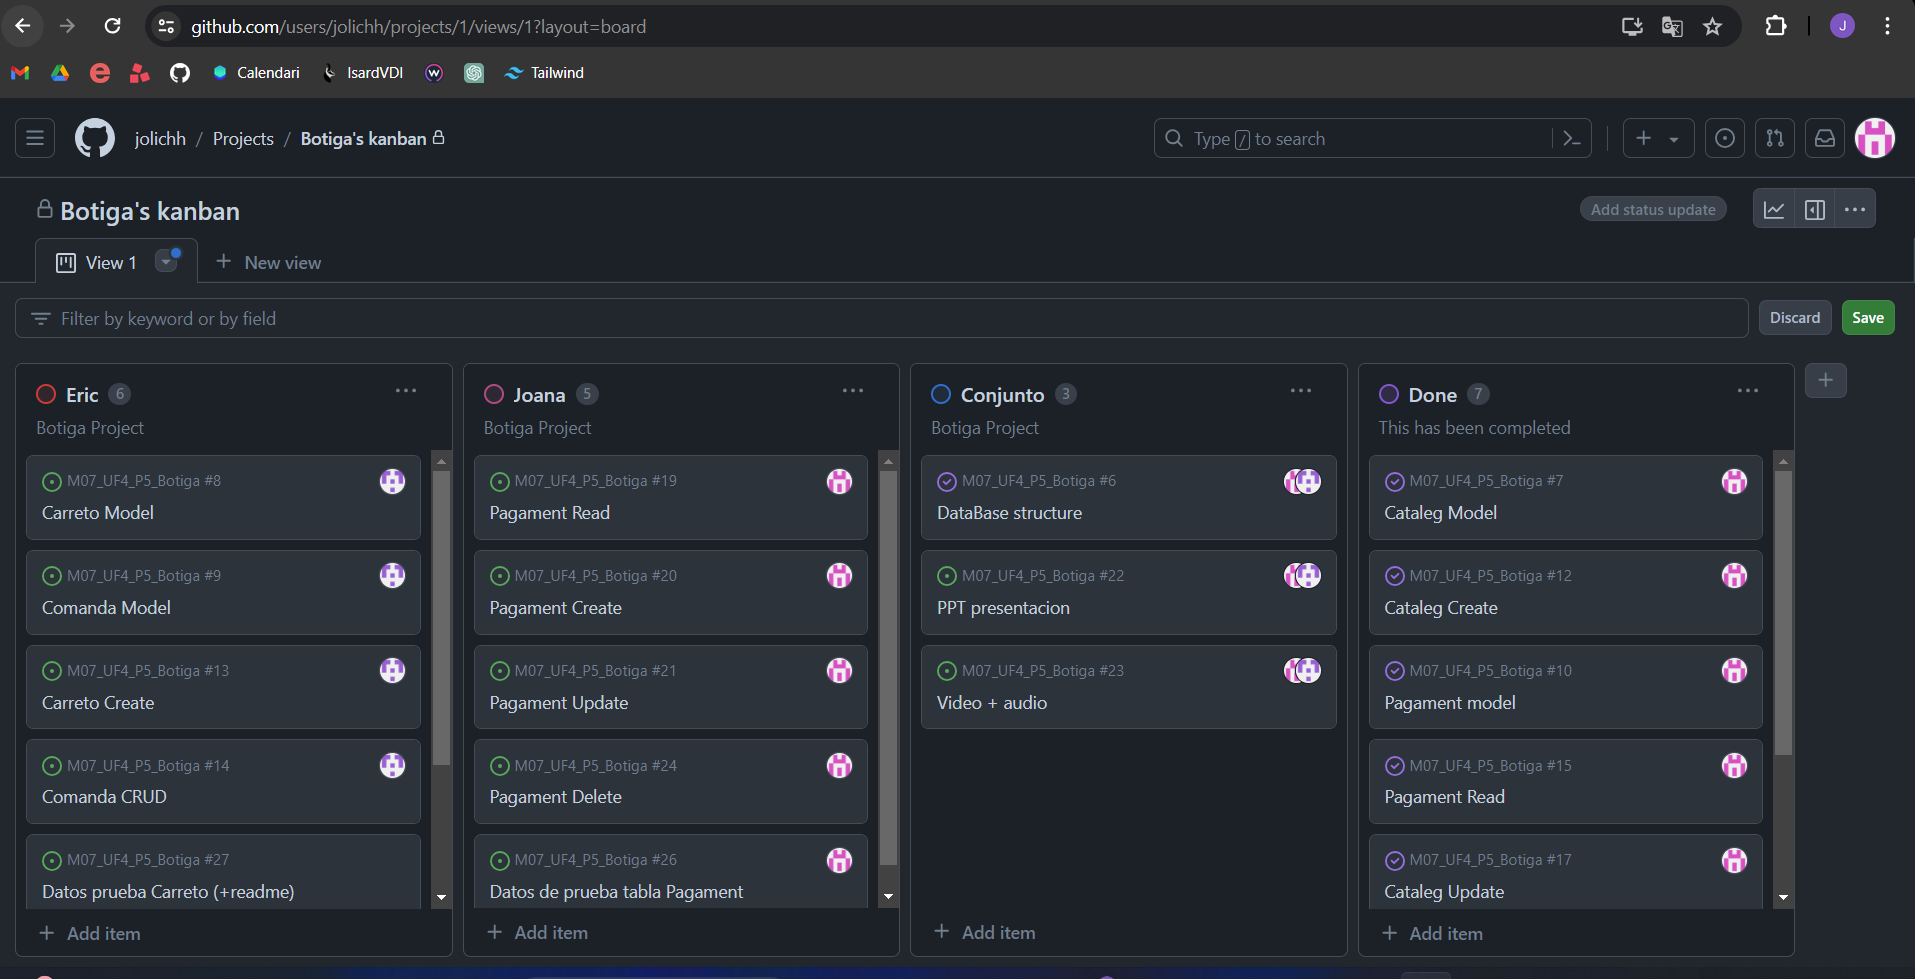 github.com/users/jolichh/projects/1/views/1?layout=board
J
Calendari
IsardVDI
Tailwind
jolichh / Projects / Botiga's kanban
Type / to search
Botiga's kanban
Add status update
View 1
New view
Filter by keyword or by field
Discard
Save
Eric 6
Botiga Project
M07_UF4_P5_Botiga #8
Carreto Model
M07_UF4_P5_Botiga #9
Comanda Model
M07_UF4_P5_Botiga #13
Carreto Create
M07_UF4_P5_Botiga #14
Comanda CRUD
M07_UF4_P5_Botiga #27
Datos prueba Carreto (+readme)
+ Add item
Joana 5
Botiga Project
M07_UF4_P5_Botiga #19
Pagament Read
M07_UF4_P5_Botiga #20
Pagament Create
M07_UF4_P5_Botiga #21
Pagament Update
M07_UF4_P5_Botiga #24
Pagament Delete
M07_UF4_P5_Botiga #26
Datos de prueba tabla Pagament
+ Add item
Conjunto 3
Botiga Project
M07_UF4_P5_Botiga #6
DataBase structure
M07_UF4_P5_Botiga #22
PPT presentacion
M07_UF4_P5_Botiga #23
Video + audio
+ Add item
Done 7
This has been completed
M07_UF4_P5_Botiga #7
Cataleg Model
M07_UF4_P5_Botiga #12
Cataleg Create
M07_UF4_P5_Botiga #10
Pagament model
M07_UF4_P5_Botiga #15
Pagament Read
M07_UF4_P5_Botiga #17
Cataleg Update
+ Add item